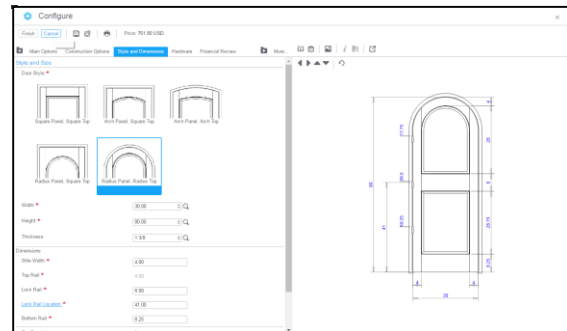 Configure
Finish Cancel Price: 701.80 USD
Main Options Construction Options Style and Dimensions Hardware Financial Review More...
Style and Size
Door Style *
Square Panel, Square Top Arch Panel, Square Top Arch Panel, Arch Top
Radius Panel, Square Top Radius Panel, Radius Top
Width * 30.00
Height * 80.00
Thickness 1 3/8
Dimensions
Stile Width * 4.00
Top Rail * 4.00
Lock Rail * 8.00
Lock Rail Location * 41.00
Bottom Rail * 9.25
41
4 4